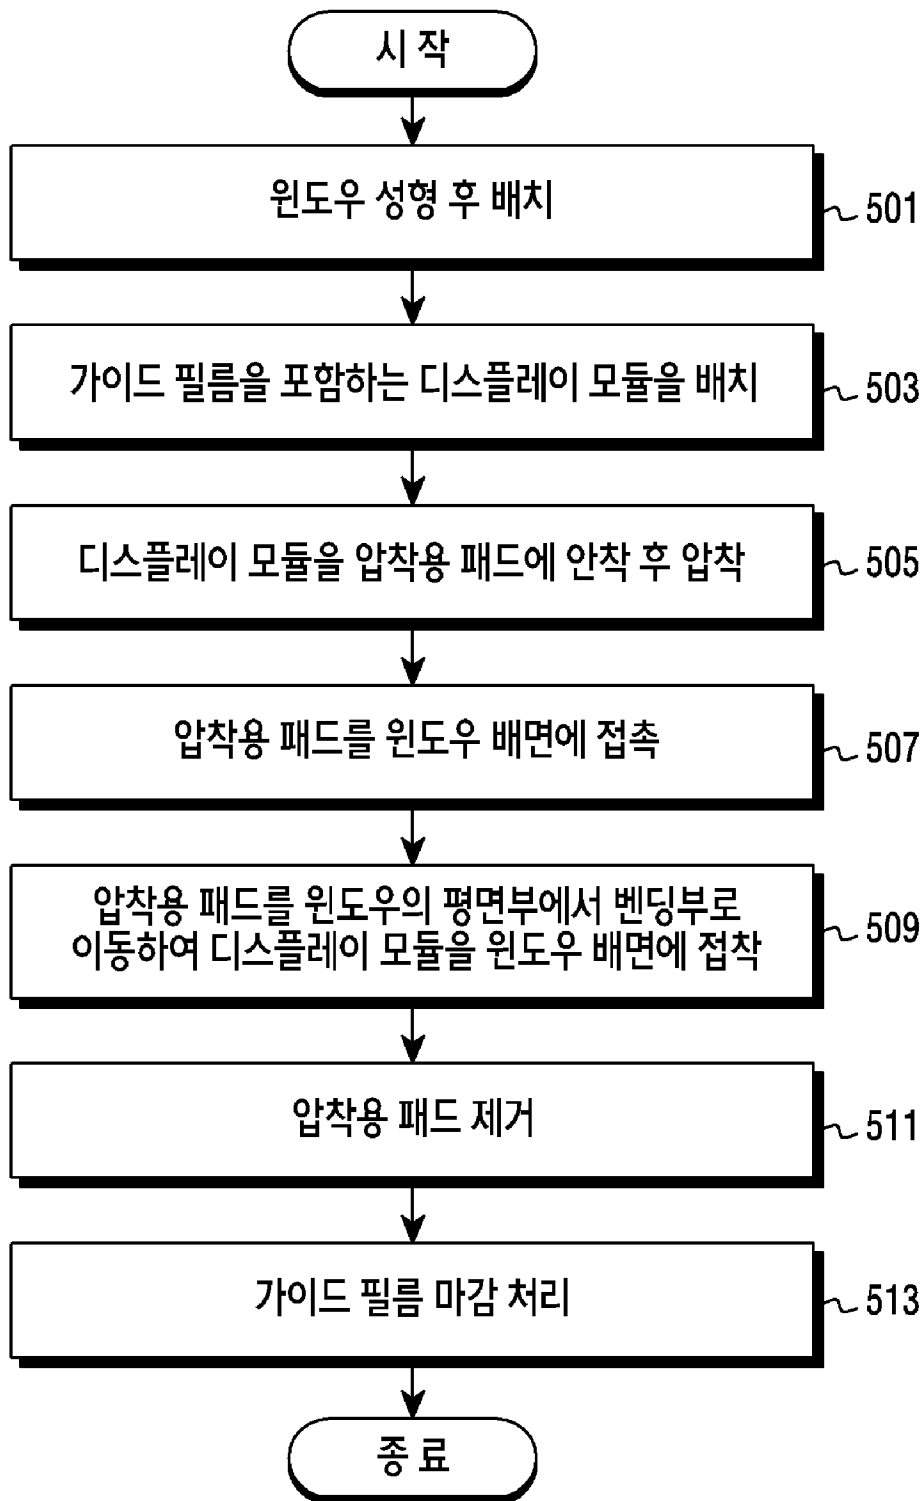 시 작
윈도우 성형 후 배치
501
가이드 필름을 포함하는 디스플레이 모듈을 배치
503
디스플레이 모듈을 압착용 패드에 안착 후 압착
505
압착용 패드를 윈도우 배면에 접촉
507
압착용 패드를 윈도우의 평면부에서 벤딩부로
이동하여 디스플레이 모듈을 윈도우 배면에 접착
509
압착용 패드 제거
511
가이드 필름 마감 처리
513
종 료